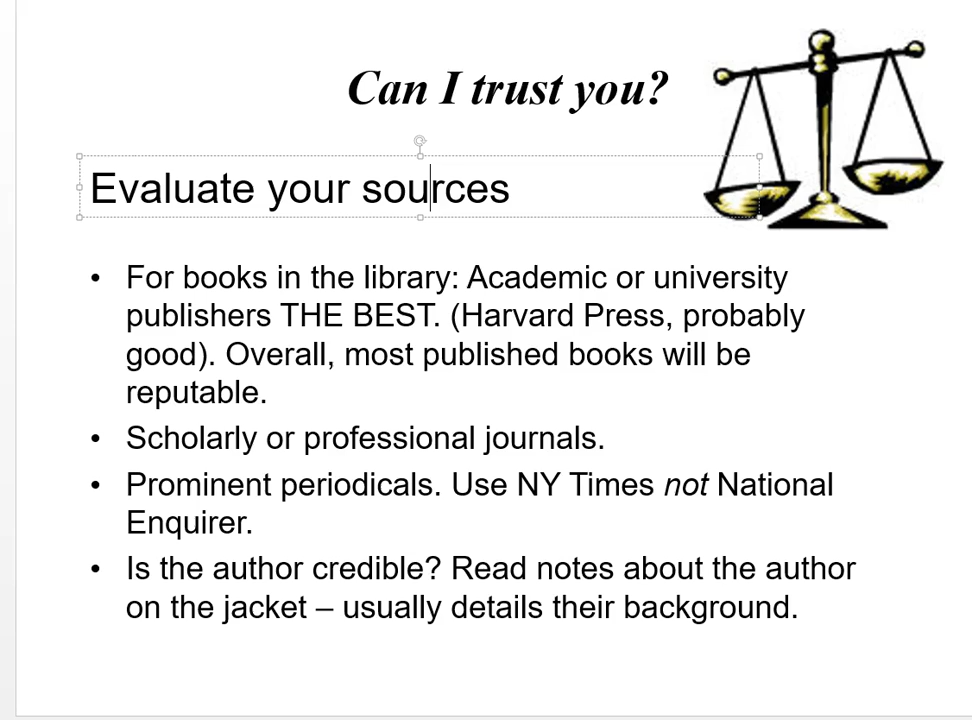 Can I trust you?
Evaluate your sources
• For books in the library: Academic or university
publishers THE BEST. (Harvard Press, probably
good). Overall, most published books will be
reputable.
• Scholarly or professional journals.
• Prominent periodicals. Use NY Times not National
Enquirer.
• Is the author credible? Read notes about the author
on the jacket – usually details their background.